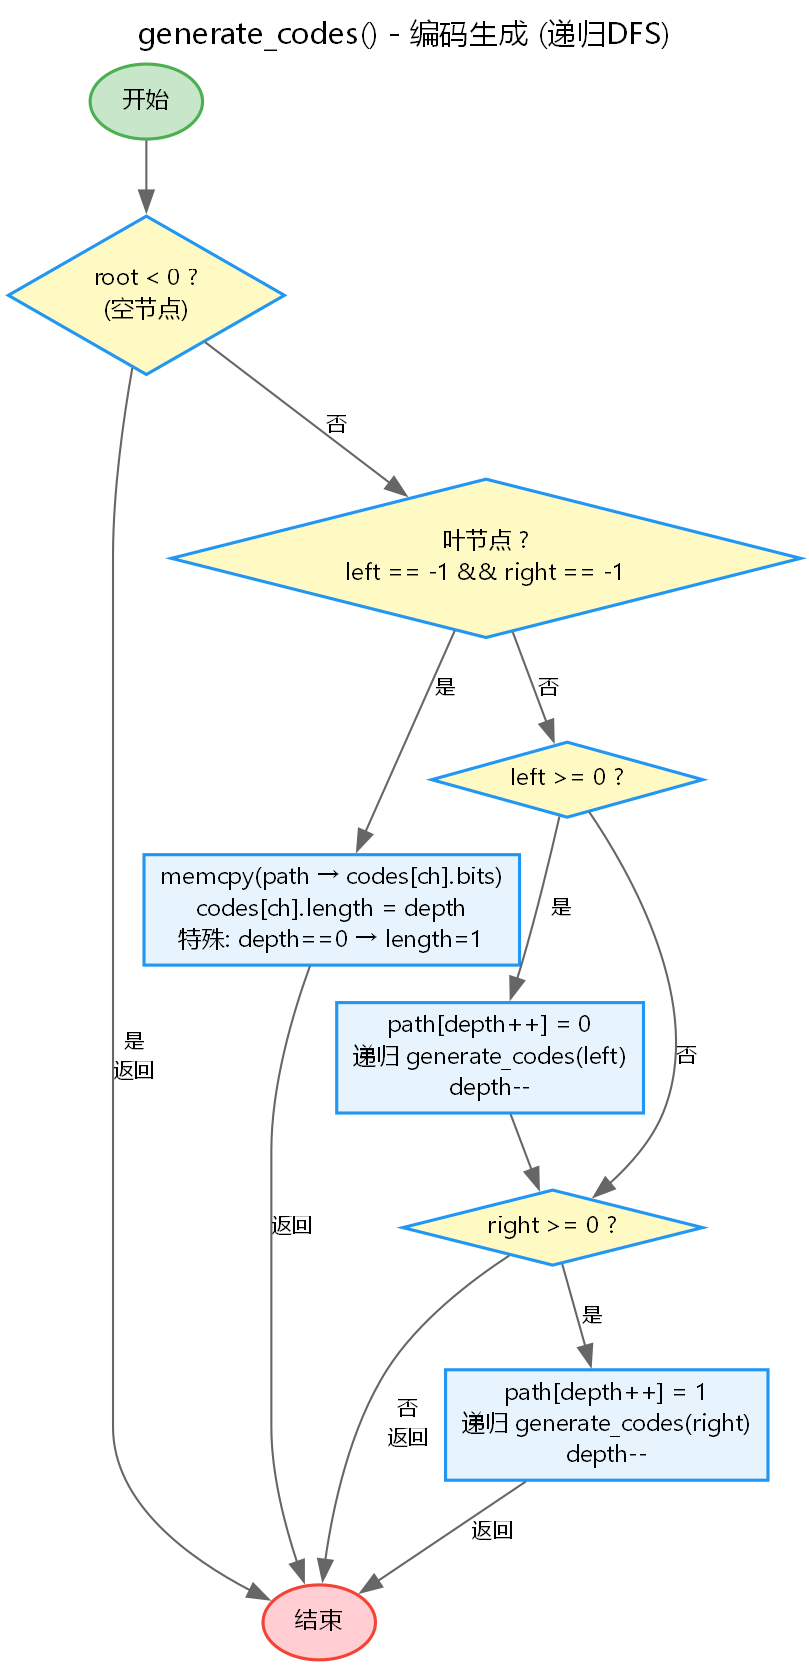 generate_codes() - 编码生成 (递归DFS)
开始
root < 0 ?
(空节点)
否
叶节点 ?
left == -1 && right == -1
是
否
left >= 0 ?
memcpy(path → codes[ch].bits)
codes[ch].length = depth
特殊: depth==0 → length=1
是
path[depth++] = 0
递归 generate_codes(left)
depth--
是
返回
否
返回
right >= 0 ?
是
path[depth++] = 1
递归 generate_codes(right)
depth--
否
返回
返回
结束